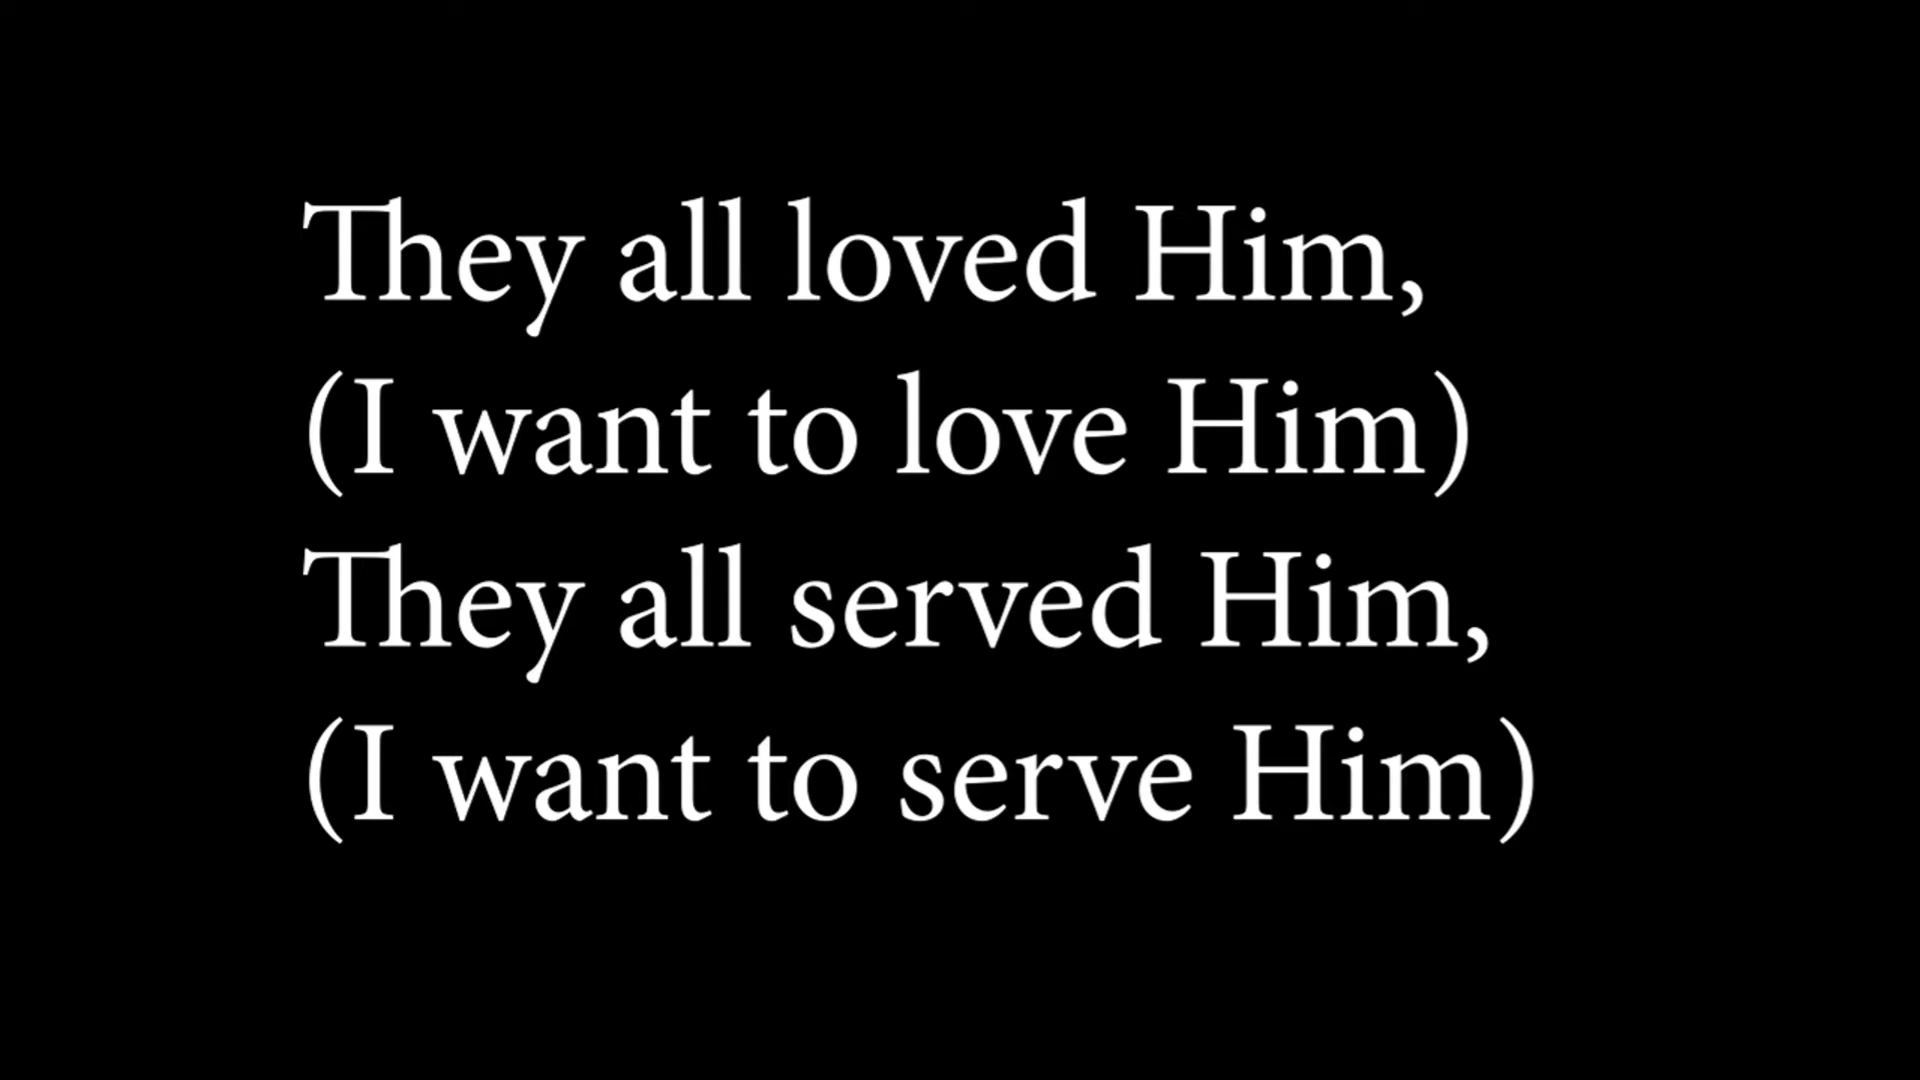 They all loved Him,
(I want to love Him)
They all served Him,
(I want to serve Him)